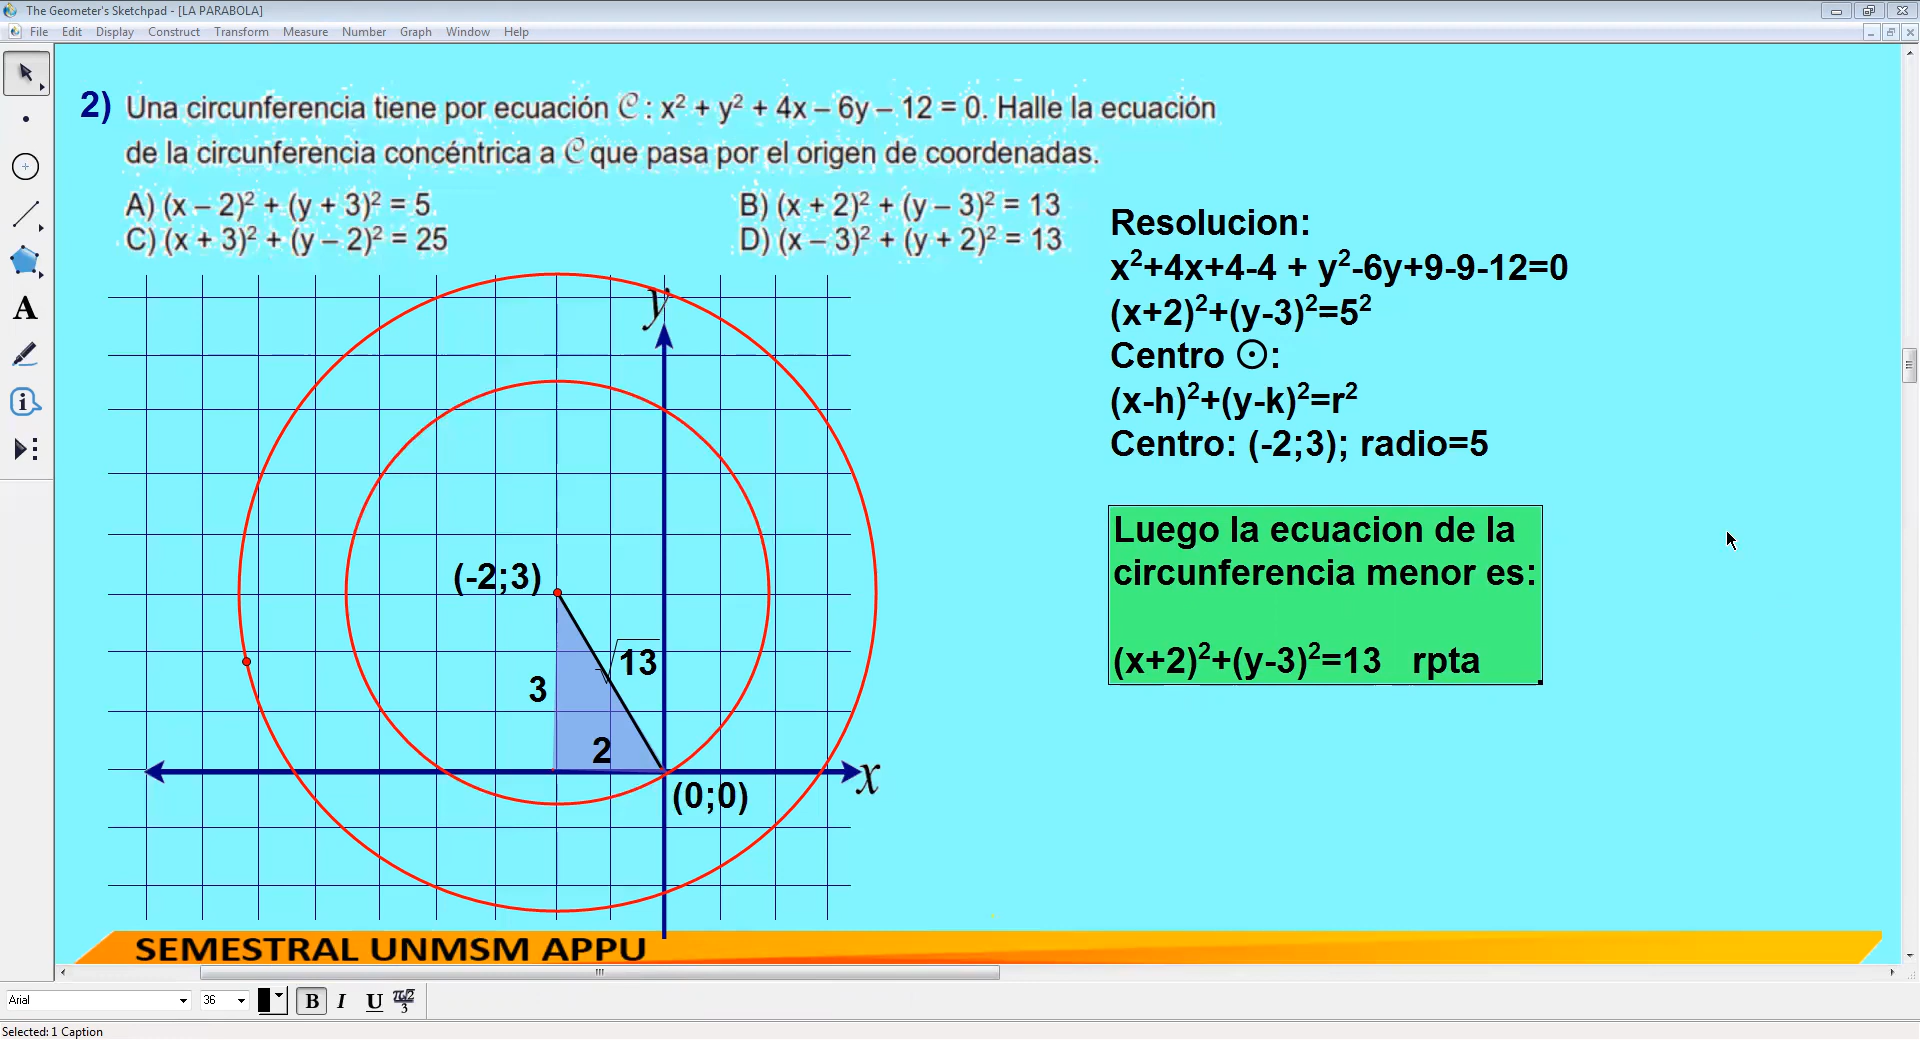 The Geometer's Sketchpad - [LA PARABOLA]
File Edit Display Construct Transform Measure Number Graph Window Help
2) Una circunferencia tiene por ecuación 𝒞 : x² + y² + 4x – 6y – 12 = 0. Halle la ecuación
de la circunferencia concéntrica a 𝒞 que pasa por el origen de coordenadas.
A) (x – 2)² + (y + 3)² = 5
B) (x + 2)² + (y – 3)² = 13
C) (x + 3)² + (y – 2)² = 25
D) (x – 3)² + (y + 2)² = 13
Resolucion:
x²+4x+4-4 + y²-6y+9-9-12=0
(x+2)²+(y-3)²=5²
Centro ⊙:
(x-h)²+(y-k)²=r²
Centro: (-2;3); radio=5
Luego la ecuacion de la
circunferencia menor es:
(x+2)²+(y-3)²=13 rpta
y
(-2;3)
√13
3
2
x
(0;0)
SEMESTRAL UNMSM APPU
Arial 36 B I U
Selected: 1 Caption